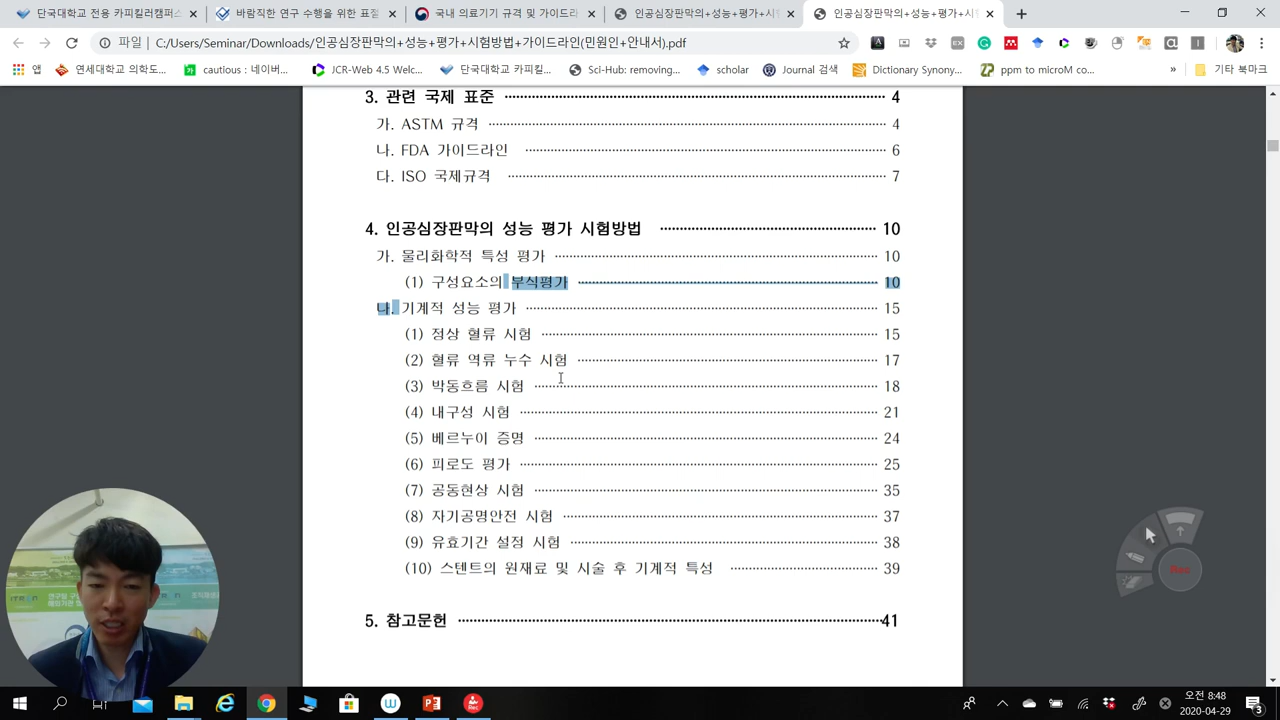 단국대학교 전용 카피킬러캠퍼스
바람직한 연구 수행을 위한 표절
국내 의료기기 규격 및 가이드라
인공심장판막의+성능+평가+시험
인공심장판막의+성능+평가+시
파일 | C:/Users/Seminar/Downloads/인공심장판막의+성능+평가+시험방법+가이드라인(민원인+안내서).pdf
앱
연세대학교 의학도...
cautious : 네이버...
JCR-Web 4.5 Welc...
단국대학교 카피킬...
Sci-Hub: removing...
scholar
Journal 검색
Dictionary Synony...
ppm to microM co...
»
기타 북마크
3. 관련 국제 표준 4
가. ASTM 규격 4
나. FDA 가이드라인 6
다. ISO 국제규격 7
4. 인공심장판막의 성능 평가 시험방법 10
가. 물리화학적 특성 평가 10
(1) 구성요소의 부식평가 10
나. 기계적 성능 평가 15
(1) 정상 혈류 시험 15
(2) 혈류 역류 누수 시험 17
(3) 박동흐름 시험 18
(4) 내구성 시험 21
(5) 베르누이 증명 24
(6) 피로도 평가 25
(7) 공동현상 시험 35
(8) 자기공명안전 시험 37
(9) 유효기간 설정 시험 38
(10) 스텐트의 원재료 및 시술 후 기계적 특성 39
5. 참고문헌 41
오전 8:48
2020-04-29
3